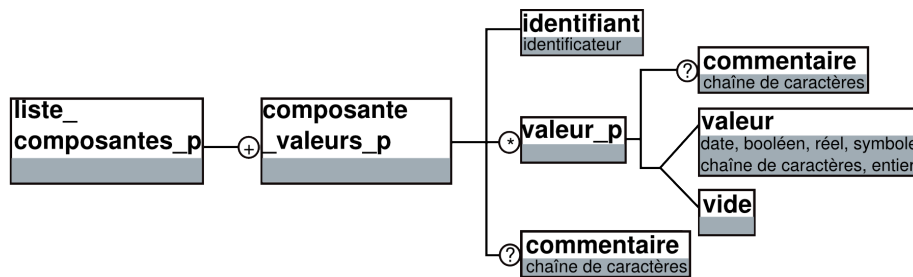 identifiant
identificateur
?
commentaire
chaîne de caractères
liste_
composantes_p
+
composante
_valeurs_p
*
valeur_p
valeur
date, booléen, réel, symbole
chaîne de caractères, entier
vide
?
commentaire
chaîne de caractères